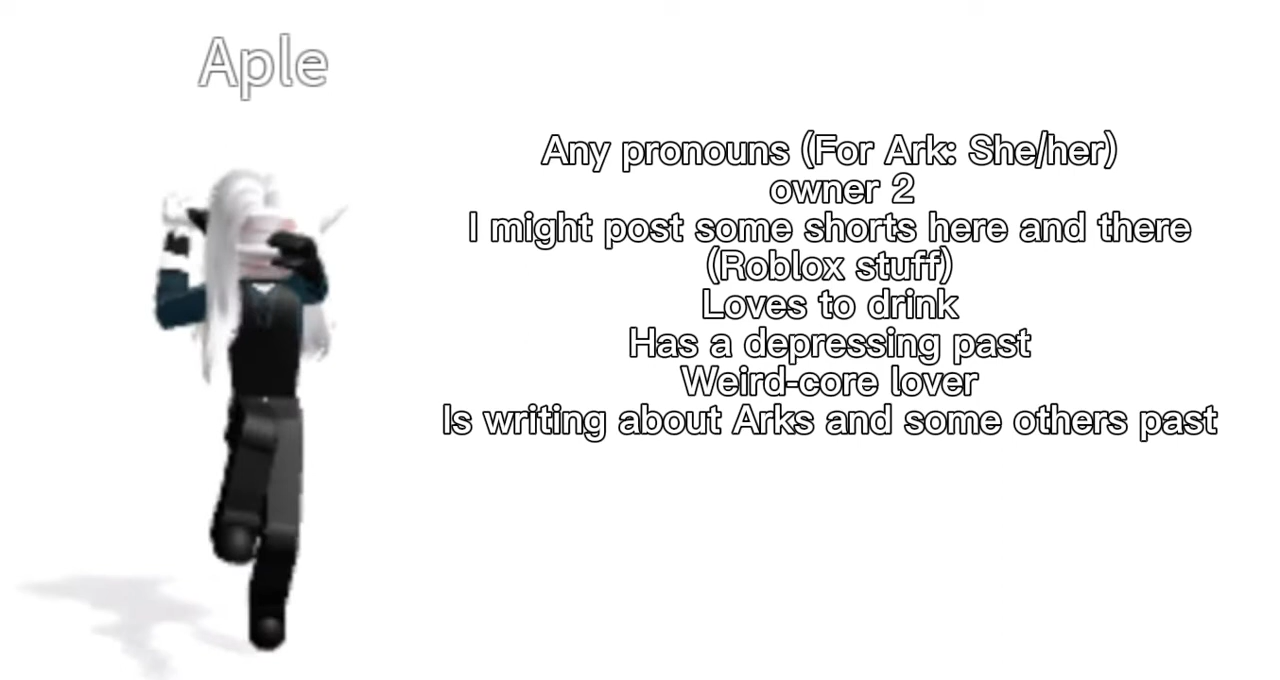 Aple
Any pronouns (For Ark: She/her)
owner 2
I might post some shorts here and there
(Roblox stuff)
Loves to drink
Has a depressing past
Weird-core lover
Is writing about Arks and some others past